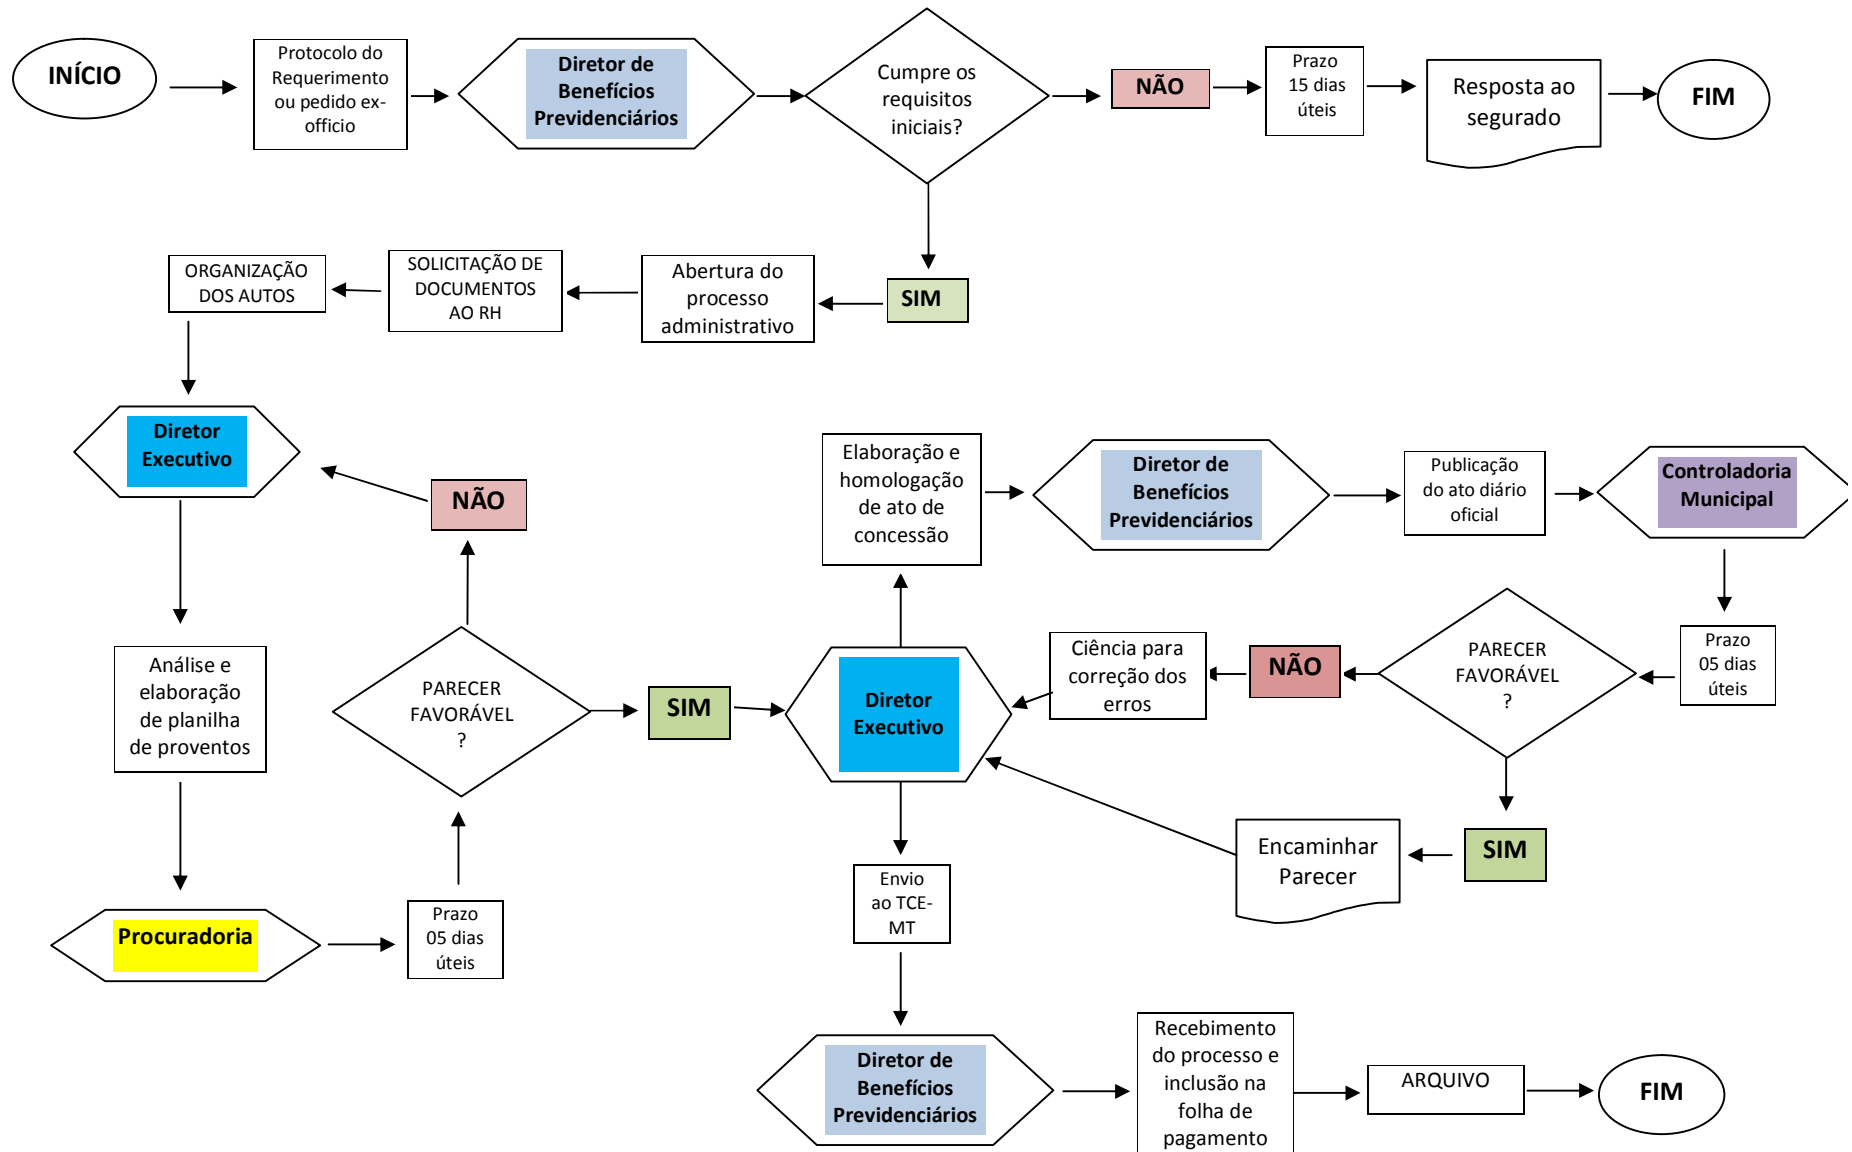 INÍCIO
Protocolo do
Requerimento
ou pedido ex-
officio
Diretor de
Benefícios
Previdenciários
Cumpre os
requisitos
iniciais?
NÃO
Prazo
15 dias
úteis
Resposta ao
segurado
FIM
SIM
Abertura do
processo
administrativo
SOLICITAÇÃO DE
DOCUMENTOS
AO RH
ORGANIZAÇÃO
DOS AUTOS
Diretor
Executivo
Análise e
elaboração
de planilha
de proventos
Procuradoria
Prazo
05 dias
úteis
PARECER
FAVORÁVEL
?
NÃO
SIM
Diretor
Executivo
Elaboração e
homologação
de ato de
concessão
Diretor de
Benefícios
Previdenciários
Publicação
do ato diário
oficial
Controladoria
Municipal
Prazo
05 dias
úteis
PARECER
FAVORÁVEL
?
NÃO
Ciência para
correção dos
erros
SIM
Encaminhar
Parecer
Envio
ao TCE-
MT
Diretor de
Benefícios
Previdenciários
Recebimento
do processo e
inclusão na
folha de
pagamento
ARQUIVO
FIM